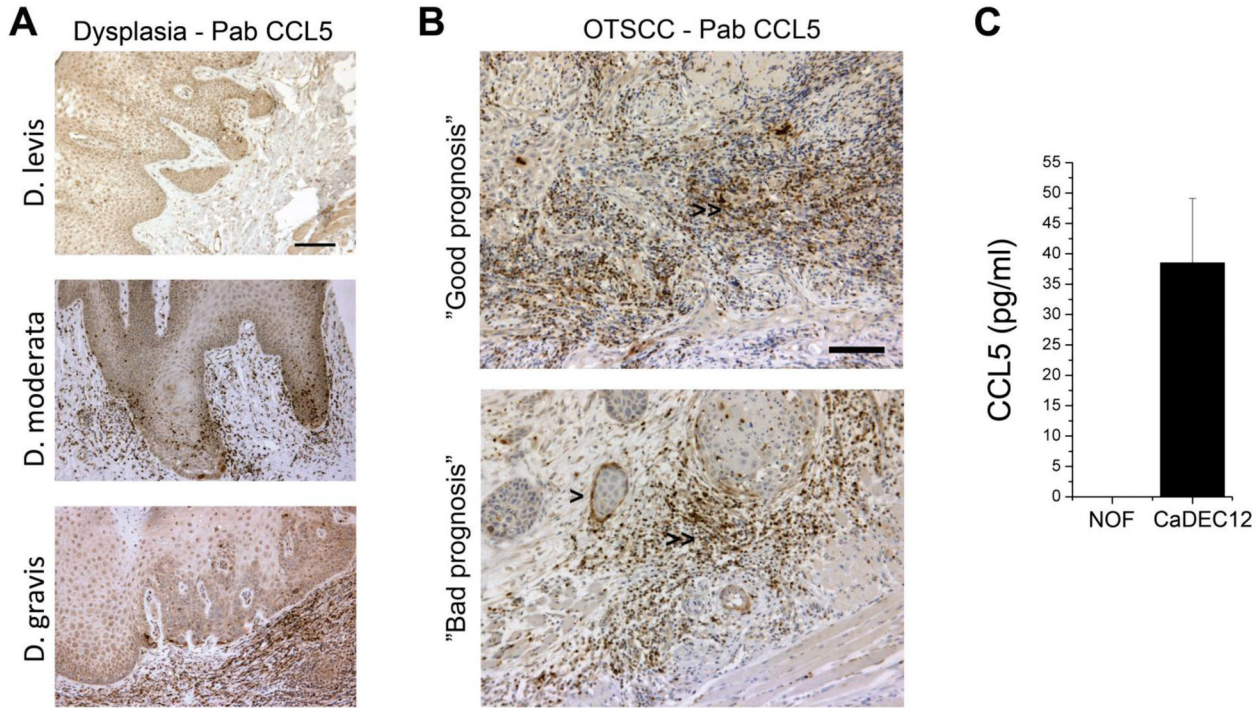 A
Dysplasia - Pab CCL5
D. levis
D. moderata
D. gravis
B
OTSCC - Pab CCL5
"Good prognosis"
>>
"Bad prognosis"
>
>>
C
CCL5 (pg/ml)
55
50
45
40
35
30
25
20
15
10
5
0
NOF
CaDEC12